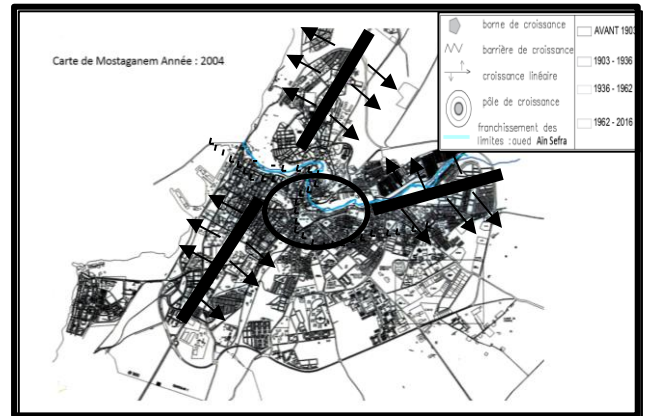 Carte de Mostaganem Année : 2004
borne de croissance
barrière de croissance
croissance linéaire
pôle de croissance
franchissement des
limites :oued Ain Sefra
AVANT 1903
1903 - 1936
1936 - 1962
1962 - 2016